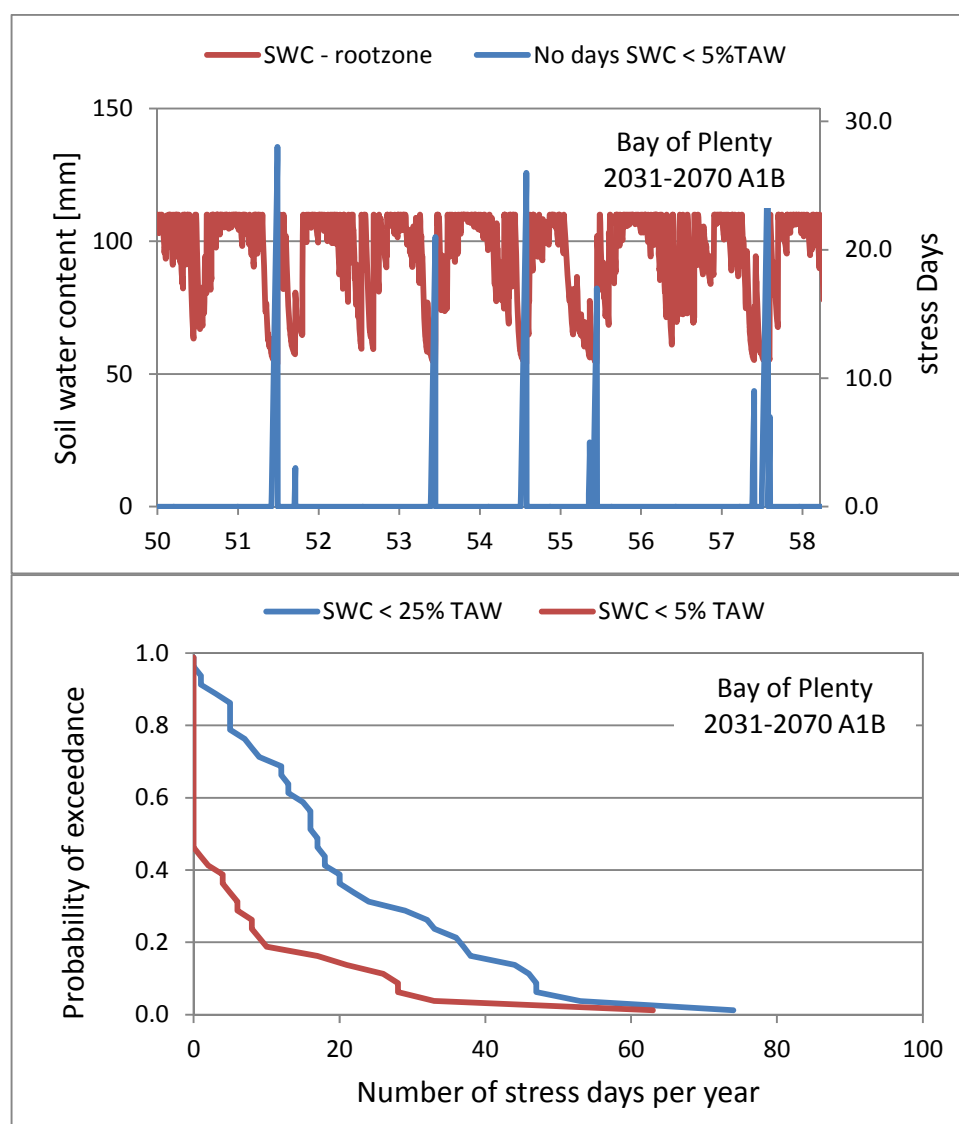 SWC - rootzone No days SWC < 5%TAW
150
100
50
0
Soil water content [mm]
30.0
20.0
10.0
0.0
stress Days
Bay of Plenty
2031-2070 A1B
50 51 52 53 54 55 56 57 58
SWC < 25% TAW SWC < 5% TAW
1.0
0.8
0.6
0.4
0.2
0.0
Probability of exceedance
Bay of Plenty
2031-2070 A1B
0 20 40 60 80 100
Number of stress days per year